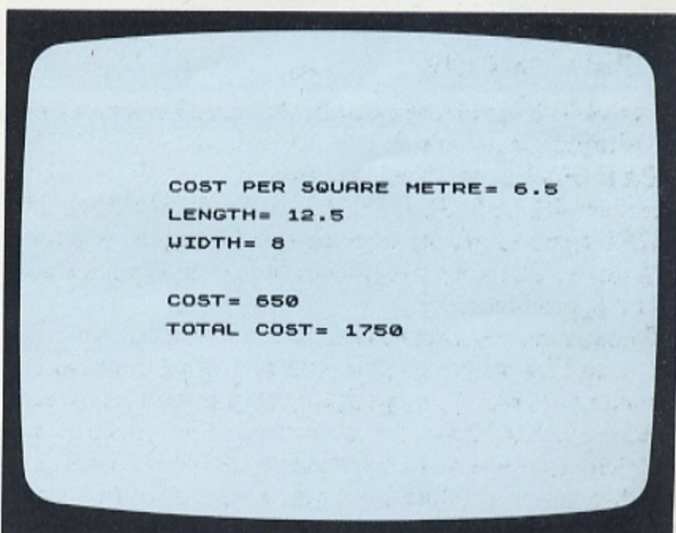 COST PER SQUARE METRE= 6.5
LENGTH= 12.5
WIDTH= 8
COST= 650
TOTAL COST= 1750